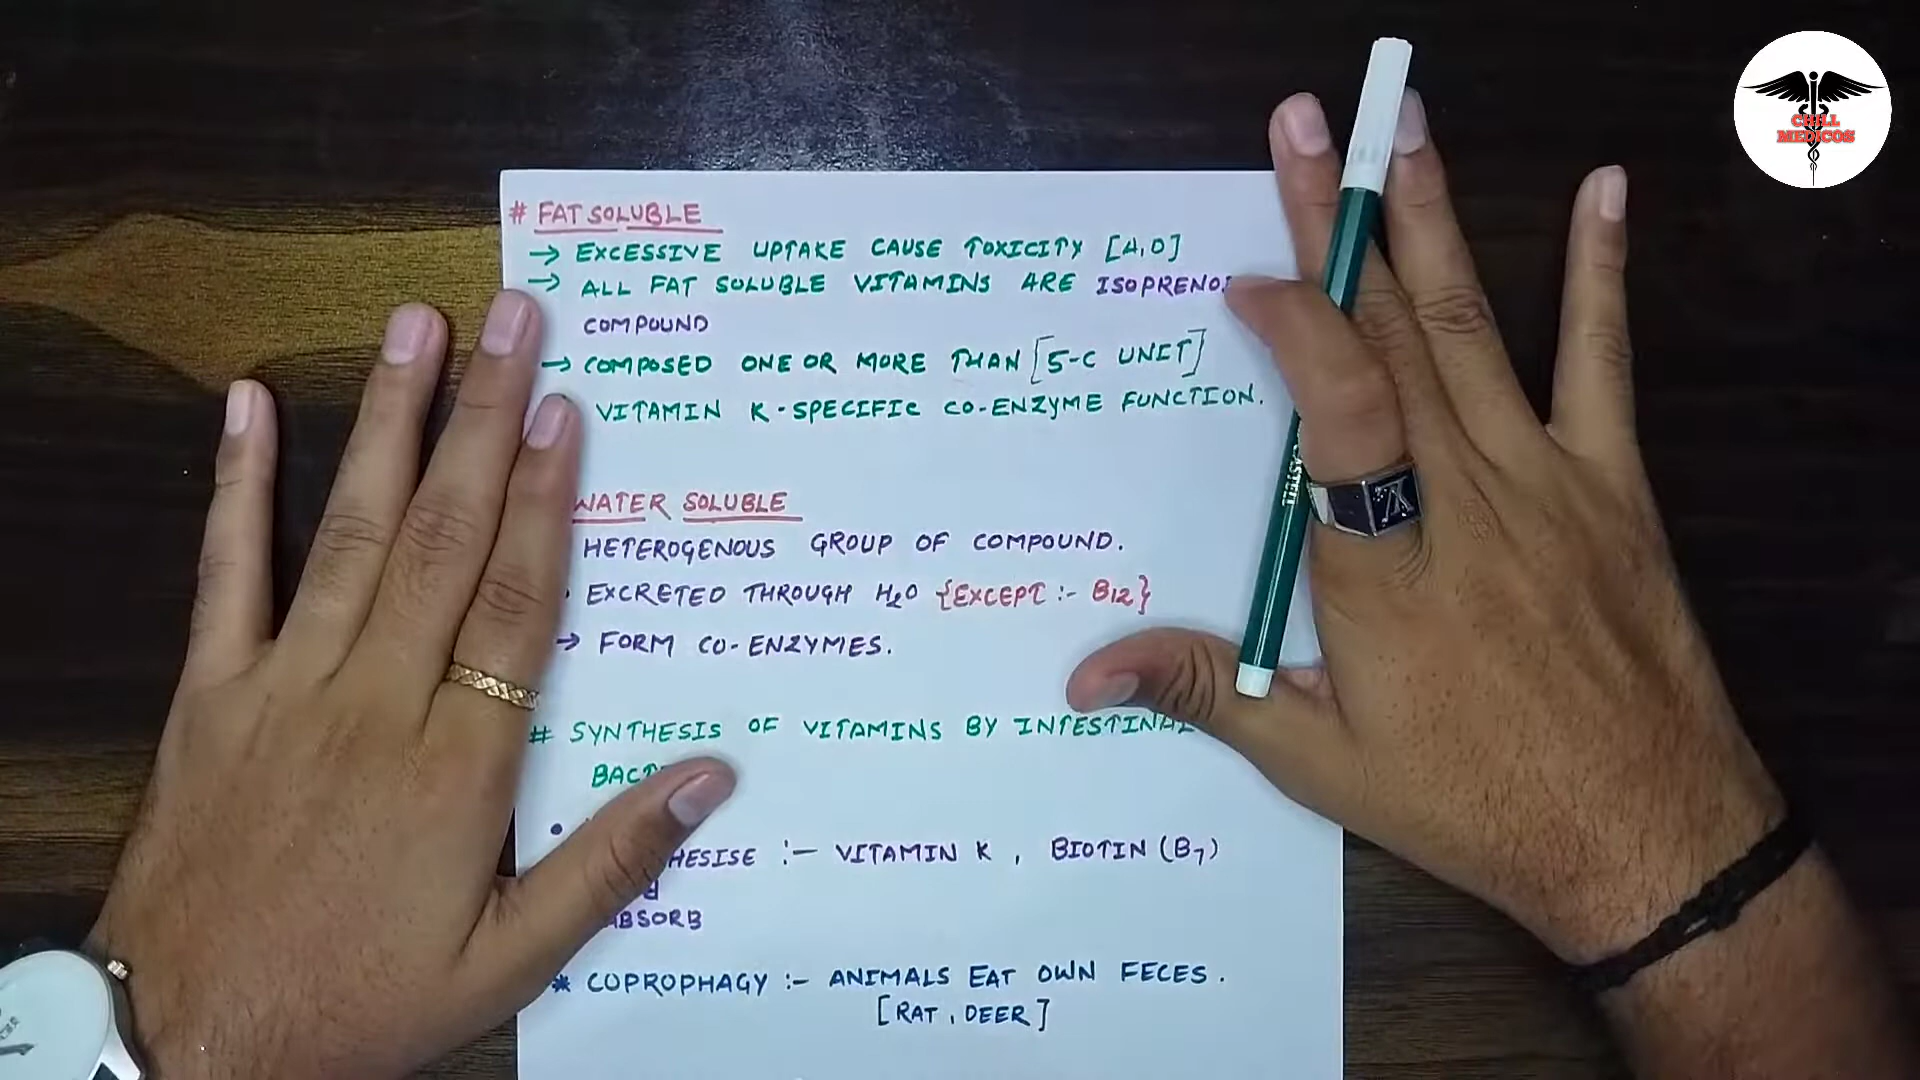 # FAT SOLUBLE
→ EXCESSIVE UPTAKE CAUSE TOXICITY [A,D]
→ ALL FAT SOLUBLE VITAMINS ARE
COMPOUND
→ COMPOSED ONE OR MORE THAN [5-C UNIT]
VITAMIN K-SPECIFIC CO-ENZYME FUNCTION.
WATER SOLUBLE
HETEROGENOUS GROUP OF COMPOUND.
EXCRETED THROUGH H₂O {EXCEPT :- B12}
→ FORM CO-ENZYMES.
# SYNTHESIS OF VITAMINS BY INTESTINAL
:- VITAMIN K , BIOTIN (B7)
ABSORB
* COPROPHAGY :- ANIMALS EAT OWN FECES.
[RAT, DEER]
CHILL
MEDICOS